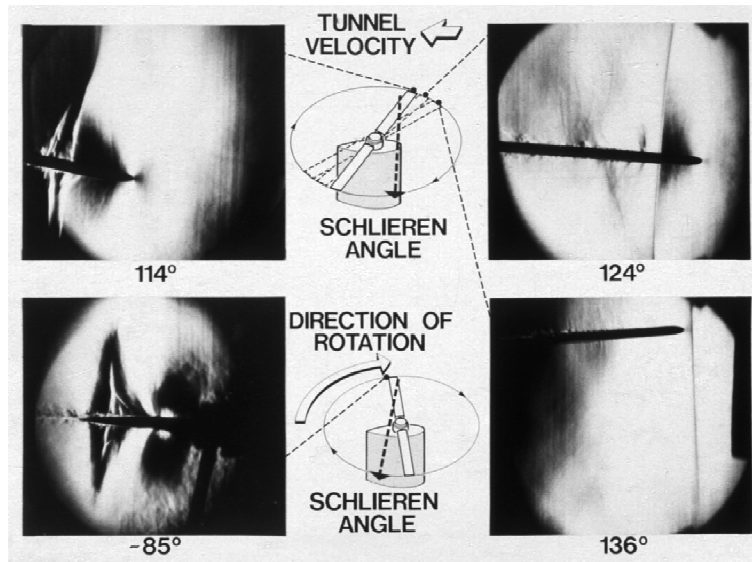 TUNNEL
VELOCITY
SCHLIEREN
ANGLE
114°
124°
DIRECTION OF
ROTATION
SCHLIEREN
ANGLE
-85°
136°